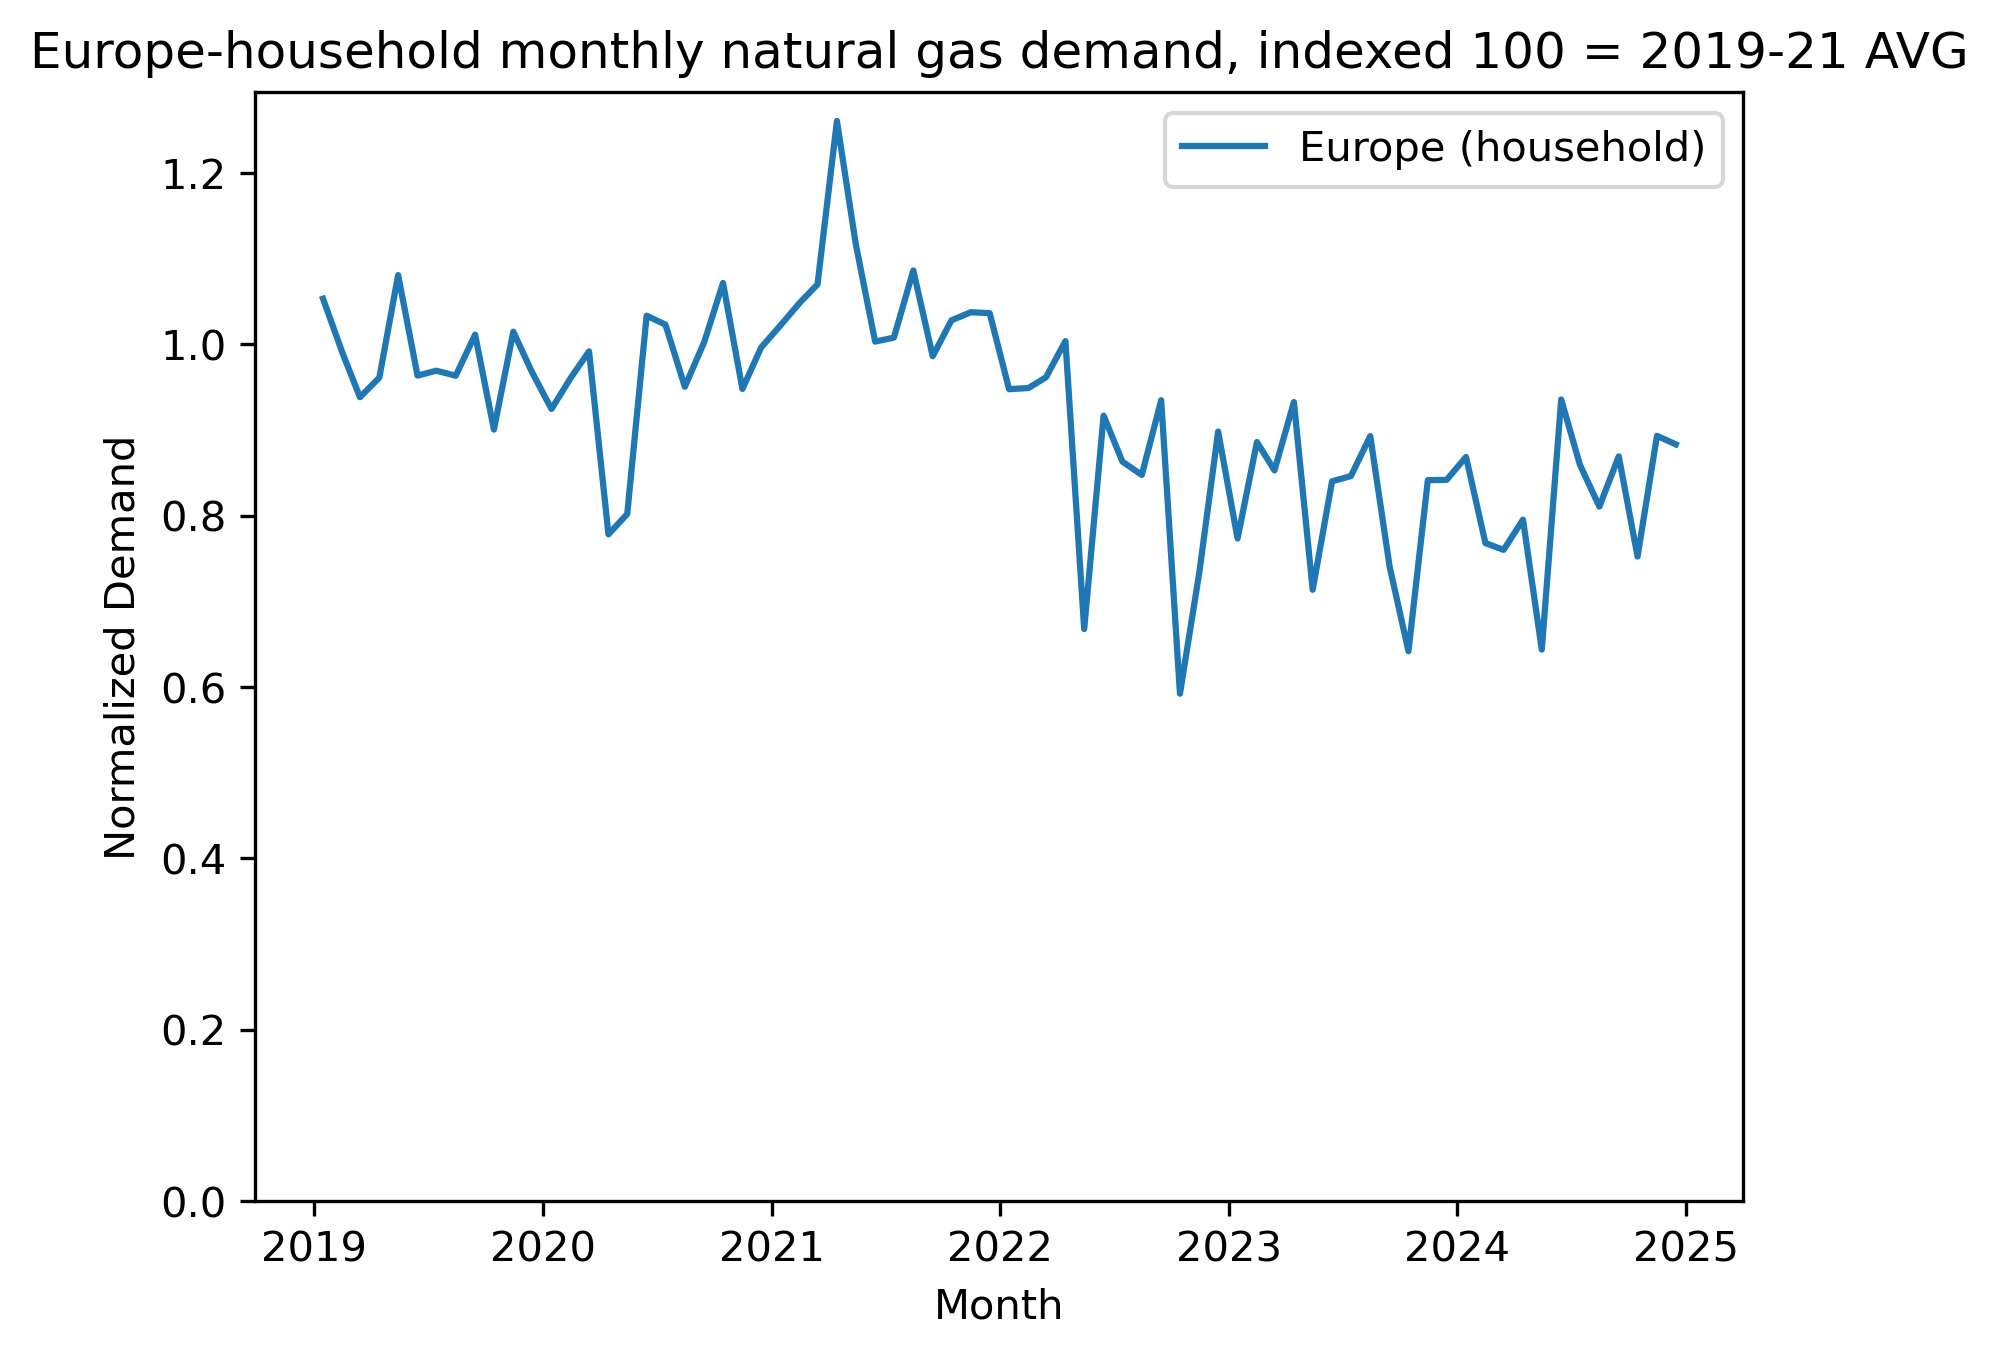 Europe-household monthly natural gas demand, indexed 100 = 2019-21 AVG
Europe (household)
1.2
1.0
0.8
0.6
0.4
0.2
0.0
Normalized Demand
2019 2020 2021 2022 2023 2024 2025
Month